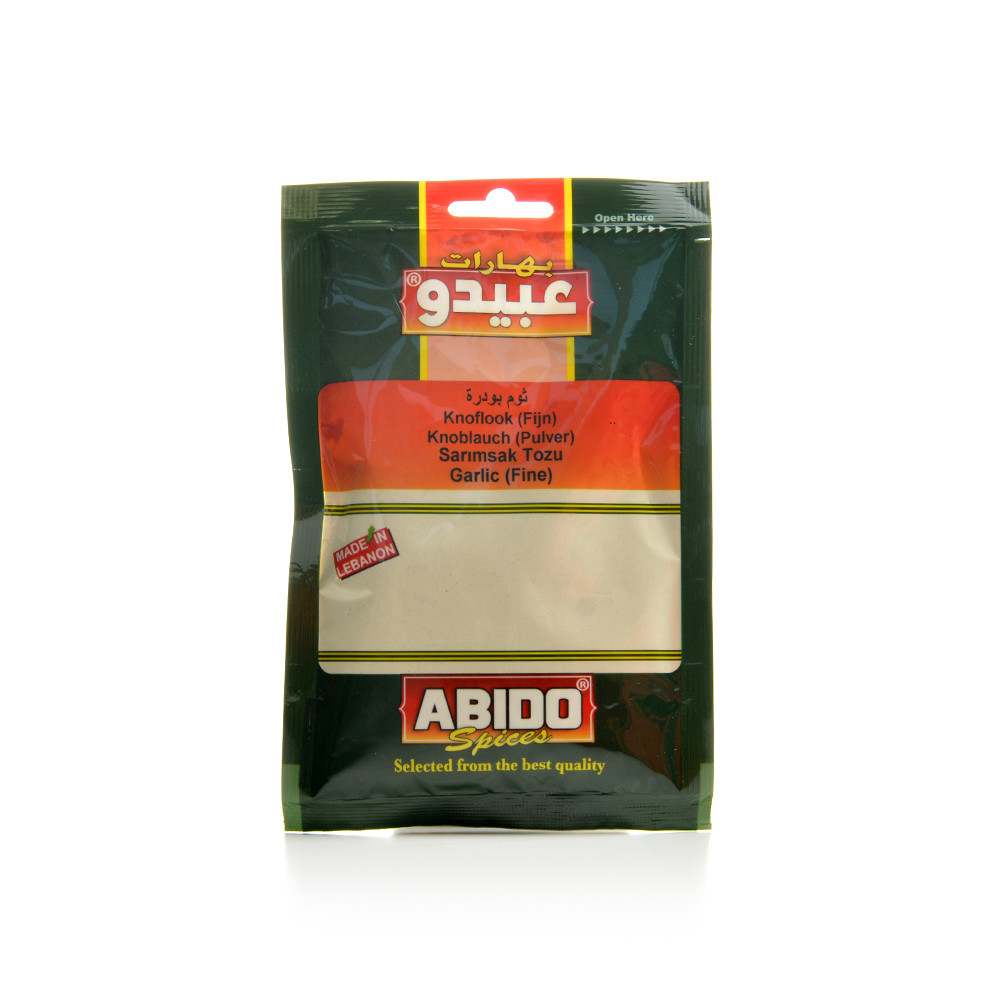 Open Here
بهارات
عبيدو®
ثوم بودرة
Knoflook (Fijn)
Knoblauch (Pulver)
Sarımsak Tozu
Garlic (Fine)
MADE IN
LEBANON
ABIDO®
Spices
Selected from the best quality